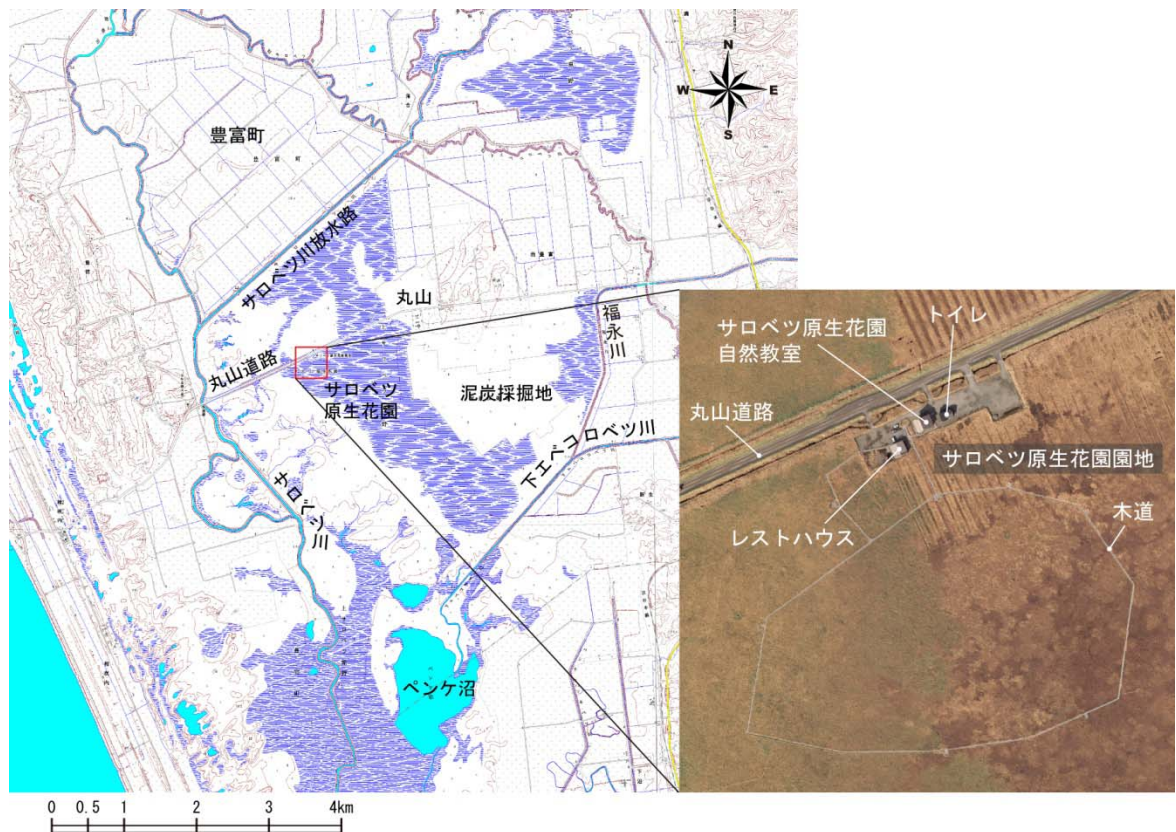 N
W
E
S
豊富町
サロベツ川放水路
丸山
福永川
丸山道路
サロベツ
原生花園
泥炭採掘地
下エベコロベツ川
サロベツ川
ペンケ沼
トイレ
サロベツ原生花園
自然教室
丸山道路
サロベツ原生花園園地
木道
レストハウス
0 0.5 1 2 3 4km